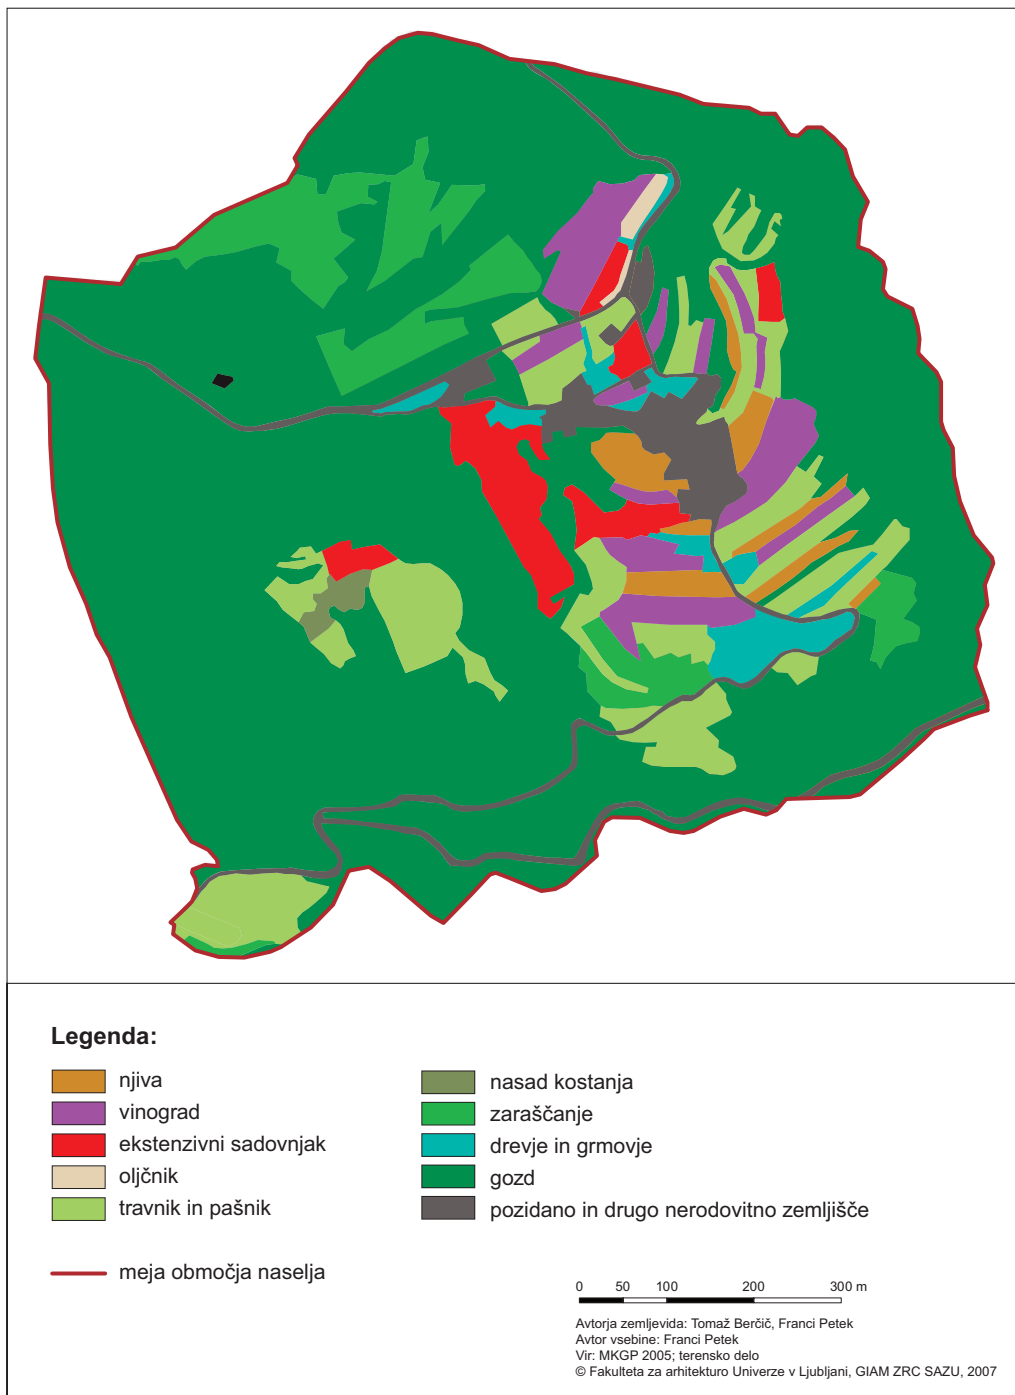 Legenda:
njiva
vinograd
ekstenzivni sadovnjak
oljčnik
travnik in pašnik
meja območja naselja
nasad kostanja
zaraščanje
drevje in grmovje
gozd
pozidano in drugo nerodovitno zemljišče
0 50 100 200 300 m
Avtorja zemljevida: Tomaž Berčič, Franci Petek
Avtor vsebine: Franci Petek
Vir: MKGP 2005; terensko delo
© Fakulteta za arhitekturo Univerze v Ljubljani, GIAM ZRC SAZU, 2007